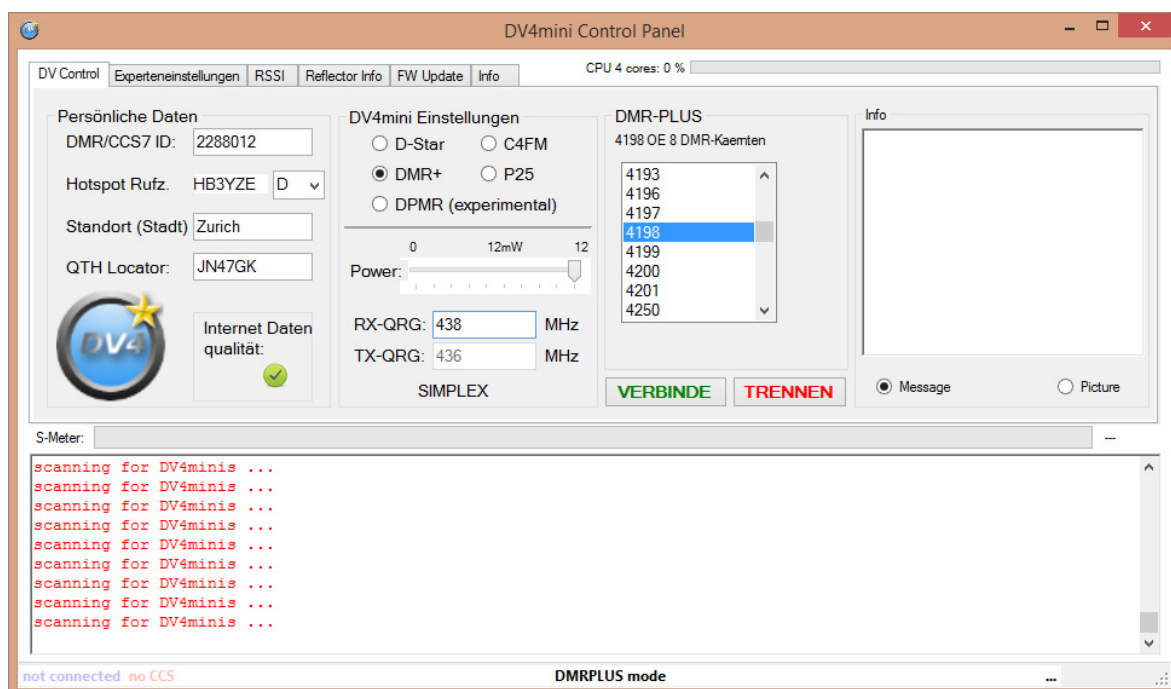 DV4mini Control Panel
DV Control Experteneinstellungen RSSI Reflector Info FW Update Info
CPU 4 cores: 0 %
Persönliche Daten
DMR/CCS7 ID: 2288012
Hotspot Rufz. HB3YZE D
Standort (Stadt) Zurich
QTH Locator: JN47GK
DV4
Internet Daten
qualität:
DV4mini Einstellungen
D-Star C4FM
DMR+ P25
DPMR (experimental)
0 12mW 12
Power:
RX-QRG: 438 MHz
TX-QRG: 436 MHz
SIMPLEX
DMR-PLUS
4198 OE 8 DMR-Kaernten
4193
4196
4197
4198
4199
4200
4201
4250
VERBINDE TRENNEN
Info
Message Picture
S-Meter: ---
scanning for DV4minis ...
scanning for DV4minis ...
scanning for DV4minis ...
scanning for DV4minis ...
scanning for DV4minis ...
scanning for DV4minis ...
scanning for DV4minis ...
scanning for DV4minis ...
scanning for DV4minis ...
not connected no CCS DMRPLUS mode ...